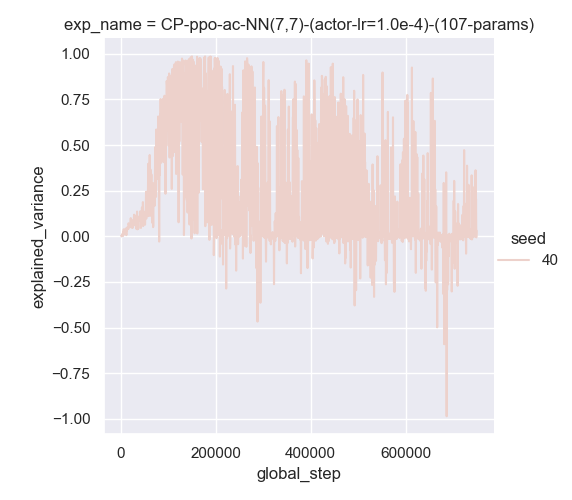 exp_name = CP-ppo-ac-NN(7,7)-(actor-lr=1.0e-4)-(107-params)
1.00
0.75
0.50
0.25
0.00
−0.25
−0.50
−0.75
−1.00
explained_variance
0 200000 400000 600000
global_step
seed
40